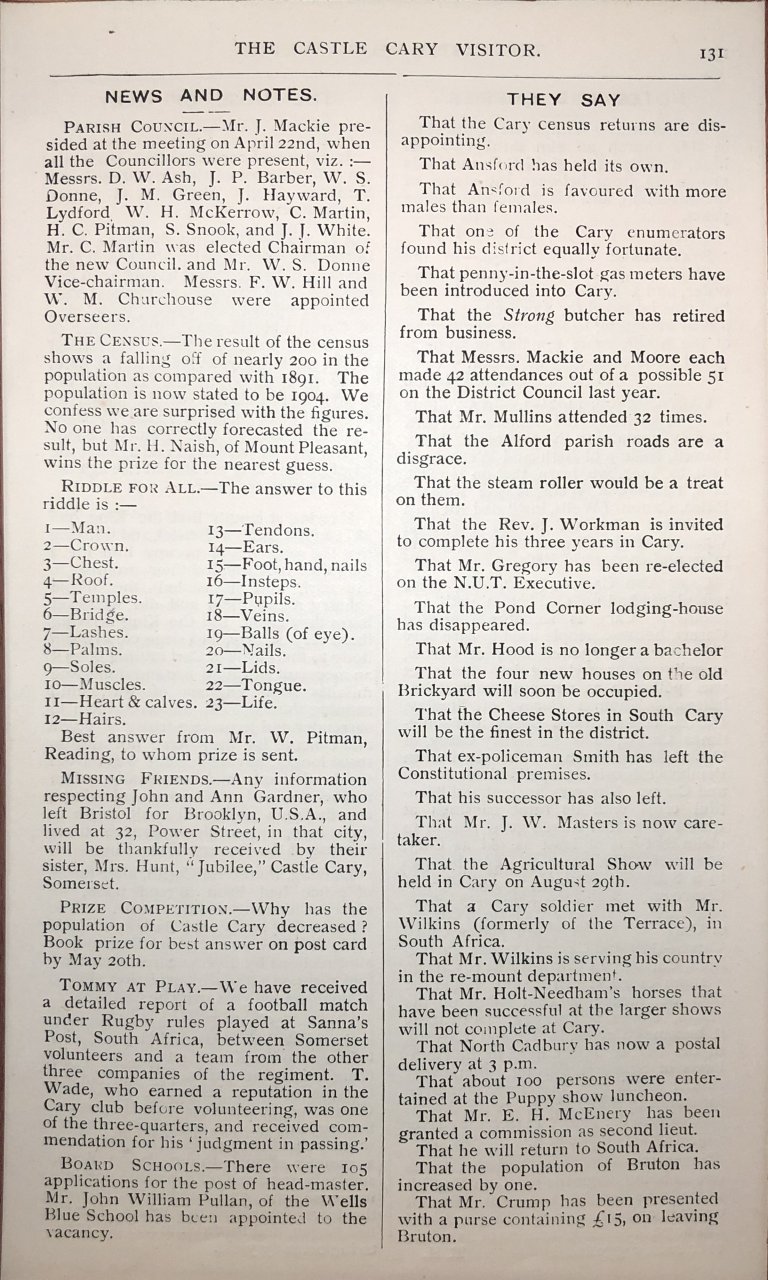 THE CASTLE CARY VISITOR.
131
NEWS AND NOTES.
PARISH COUNCIL.—Mr. J. Mackie pre-
sided at the meeting on April 22nd, when
all the Councillors were present, viz. :—
Messrs. D. W. Ash, J. P. Barber, W. S.
Donne, J. M. Green, J. Hayward, T.
Lydford W. H. McKerrow, C. Martin,
H. C. Pitman, S. Snook, and J. J. White.
Mr. C. Martin was elected Chairman of
the new Council. and Mr. W. S. Donne
Vice-chairman. Messrs. F. W. Hill and
W. M. Churchouse were appointed
Overseers.
THE CENSUS.—The result of the census
shows a falling off of nearly 200 in the
population as compared with 1891. The
population is now stated to be 1904. We
confess we are surprised with the figures.
No one has correctly forecasted the re-
sult, but Mr. H. Naish, of Mount Pleasant,
wins the prize for the nearest guess.
RIDDLE FOR ALL.—The answer to this
riddle is :—
1—Man.
2—Crown.
3—Chest.
4—Roof.
5—Temples.
6—Bridge.
7—Lashes.
8—Palms.
9—Soles.
10—Muscles.
11—Heart & calves.
12—Hairs.
13—Tendons.
14—Ears.
15—Foot, hand, nails
16—Insteps.
17—Pupils.
18—Veins.
19—Balls (of eye).
20—Nails.
21—Lids.
22—Tongue.
23—Life.
Best answer from Mr. W. Pitman,
Reading, to whom prize is sent.
MISSING FRIENDS.—Any information
respecting John and Ann Gardner, who
left Bristol for Brooklyn, U.S.A., and
lived at 32, Power Street, in that city,
will be thankfully received by their
sister, Mrs. Hunt, "Jubilee," Castle Cary,
Somerset.
PRIZE COMPETITION.—Why has the
population of Castle Cary decreased ?
Book prize for best answer on post card
by May 20th.
TOMMY AT PLAY.—We have received
a detailed report of a football match
under Rugby rules played at Sanna's
Post, South Africa, between Somerset
volunteers and a team from the other
three companies of the regiment. T.
Wade, who earned a reputation in the
Cary club before volunteering, was one
of the three-quarters, and received com-
mendation for his 'judgment in passing.'
BOARD SCHOOLS.—There were 105
applications for the post of head-master.
Mr. John William Pullan, of the Wells
Blue School has been appointed to the
vacancy.
THEY SAY
That the Cary census returns are dis-
appointing.
That Ansford has held its own.
That Ansford is favoured with more
males than females.
That one of the Cary enumerators
found his district equally fortunate.
That penny-in-the-slot gas meters have
been introduced into Cary.
That the Strong butcher has retired
from business.
That Messrs. Mackie and Moore each
made 42 attendances out of a possible 51
on the District Council last year.
That Mr. Mullins attended 32 times.
That the Alford parish roads are a
disgrace.
That the steam roller would be a treat
on them.
That the Rev. J. Workman is invited
to complete his three years in Cary.
That Mr. Gregory has been re-elected
on the N.U.T. Executive.
That the Pond Corner lodging-house
has disappeared.
That Mr. Hood is no longer a bachelor
That the four new houses on the old
Brickyard will soon be occupied.
That the Cheese Stores in South Cary
will be the finest in the district.
That ex-policeman Smith has left the
Constitutional premises.
That his successor has also left.
That Mr. J. W. Masters is now care-
taker.
That the Agricultural Show will be
held in Cary on August 29th.
That a Cary soldier met with Mr.
Wilkins (formerly of the Terrace), in
South Africa.
That Mr. Wilkins is serving his country
in the re-mount department.
That Mr. Holt-Needham's horses that
have been successful at the larger shows
will not complete at Cary.
That North Cadbury has now a postal
delivery at 3 p.m.
That about 100 persons were enter-
tained at the Puppy show luncheon.
That Mr. E. H. McEnery has been
granted a commission as second lieut.
That he will return to South Africa.
That the population of Bruton has
increased by one.
That Mr. Crump has been presented
with a purse containing £15, on leaving
Bruton.